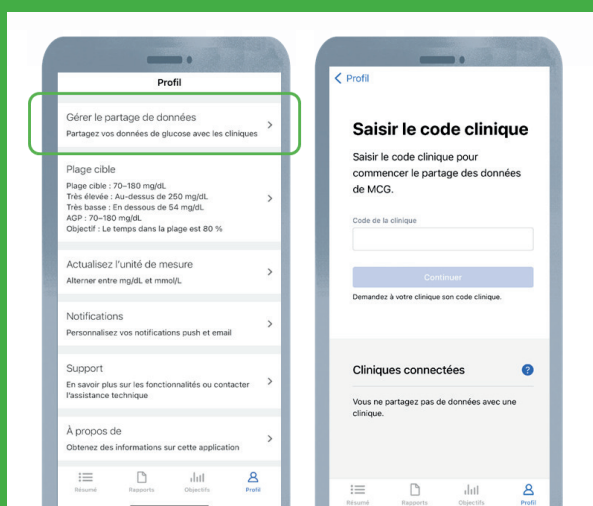 Profil
Gérer le partage de données
Partagez vos données de glucose avec les cliniques
Plage cible
Plage cible : 70–180 mg/dL
Très élevée : Au-dessus de 250 mg/dL
Très basse : En dessous de 54 mg/dL
AGP : 70–180 mg/dL
Objectif : Le temps dans la plage est 80 %
Actualisez l'unité de mesure
Alterner entre mg/dL et mmol/L
Notifications
Personnalisez vos notifications push et email
Support
En savoir plus sur les fonctionnalités ou contacter
l'assistance technique
À propos de
Obtenez des informations sur cette application
Résumé Rapports Objectifs Profil
Profil
Saisir le code clinique
Saisir le code clinique pour
commencer le partage des données
de MCG.
Code de la clinique
Continuer
Demandez à votre clinique son code clinique.
Cliniques connectées ?
Vous ne partagez pas de données avec une
clinique.
Résumé Rapports Objectifs Profil